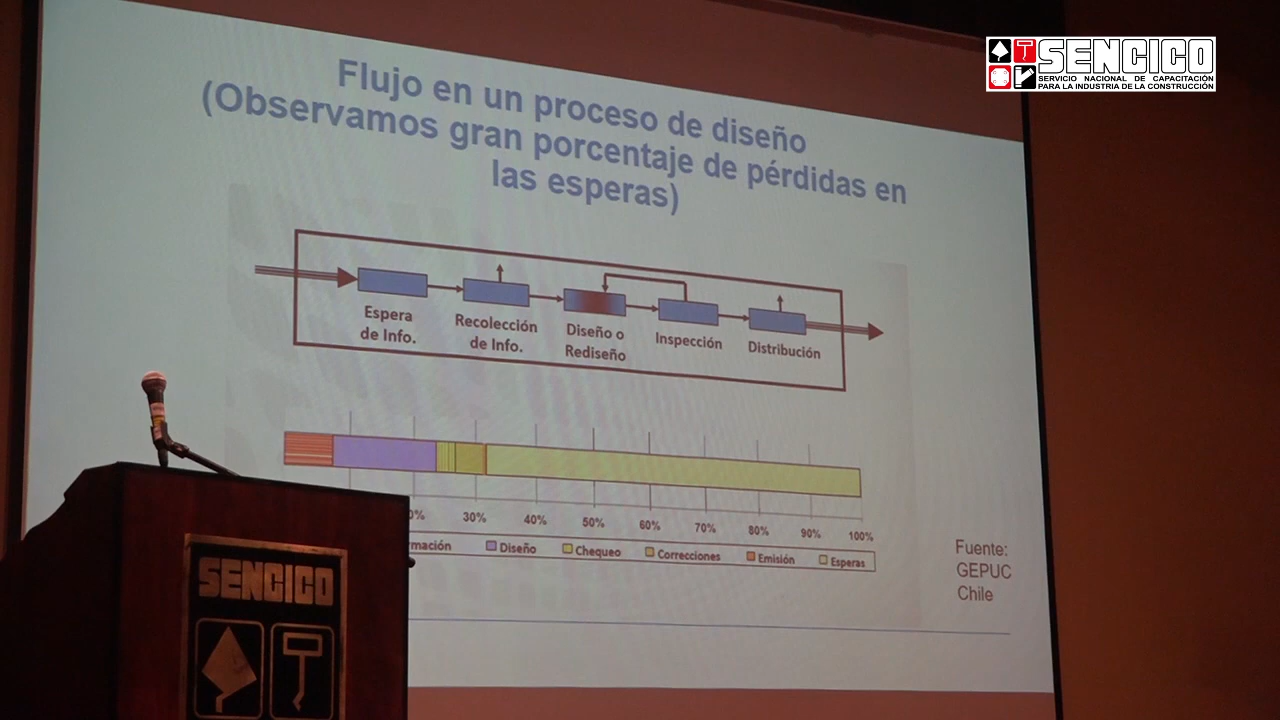 SENCICO
SERVICIO NACIONAL DE CAPACITACIÓN
PARA LA INDUSTRIA DE LA CONSTRUCCIÓN
Flujo en un proceso de diseño
(Observamos gran porcentaje de pérdidas en
las esperas)
Espera
de Info.
Recolección
de Info.
Diseño o
Rediseño
Inspección
Distribución
30% 40% 50% 60% 70% 80% 90% 100%
Diseño Chequeo Correcciones Emisión Esperas
Fuente:
GEPUC
Chile
SENCICO